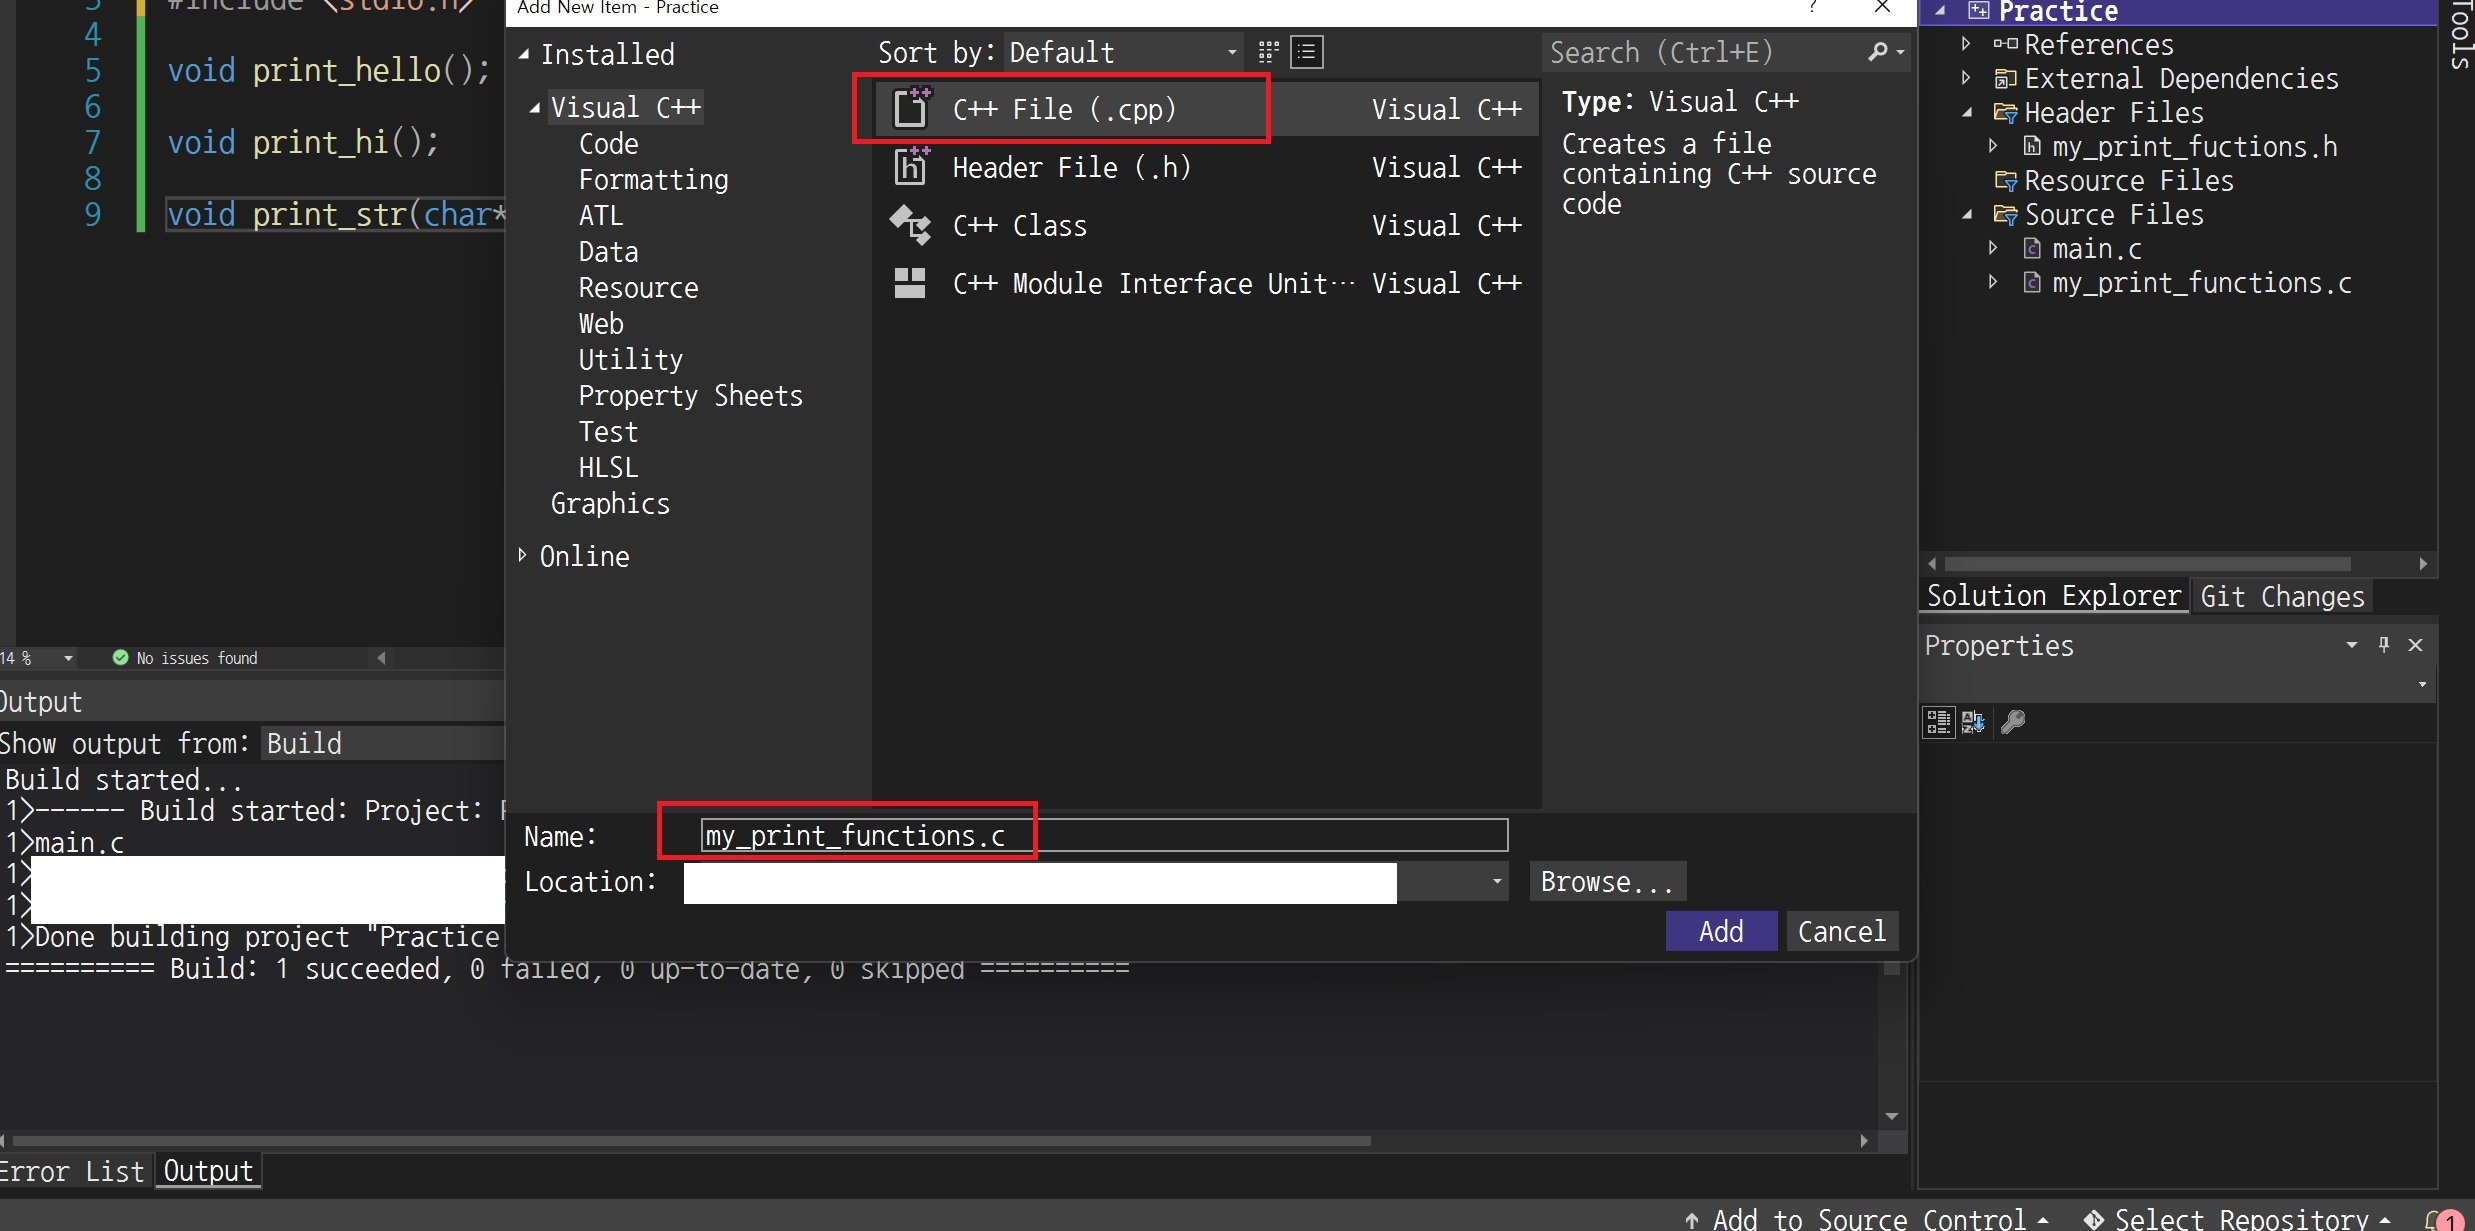 3 #include <stdio.h>
4
5 void print_hello();
6
7 void print_hi();
8
9 void print_str(char*
14 %
No issues found
Output
Show output from: Build
Build started...
1>------ Build started: Project:
1>main.c
1>
1>
1>Done building project "Practice
========== Build: 1 succeeded, 0 failed, 0 up-to-date, 0 skipped ==========
Error List Output
Add New Item - Practice
?
Installed
Visual C++
Code
Formatting
ATL
Data
Resource
Web
Utility
Property Sheets
Test
HLSL
Graphics
Online
Sort by: Default
C++ File (.cpp) Visual C++
Header File (.h) Visual C++
C++ Class Visual C++
C++ Module Interface Unit... Visual C++
Search (Ctrl+E)
Type: Visual C++
Creates a file
containing C++ source
code
Name: my_print_functions.c
Location:
Browse...
Add Cancel
Practice
References
External Dependencies
Header Files
my_print_fuctions.h
Resource Files
Source Files
main.c
my_print_functions.c
Solution Explorer Git Changes
Properties
Tools
Add to Source Control Select Repository 1